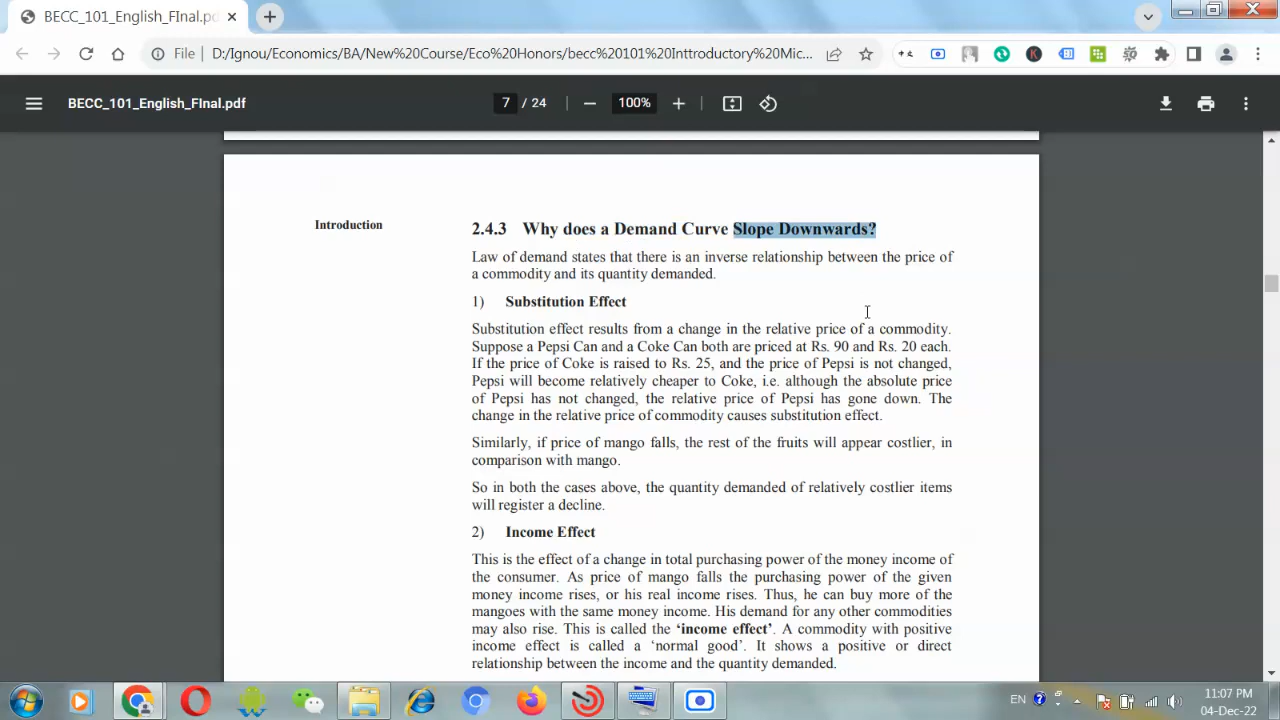 BECC_101_English_FInal.pd
File
D:/Ignou/Economics/BA/New%20Course/Eco%20Honors/becc%20101%20Inttroductory%20Mic...
BECC_101_English_FInal.pdf
7 / 24
100%
Introduction
2.4.3 Why does a Demand Curve Slope Downwards?
Law of demand states that there is an inverse relationship between the price of
a commodity and its quantity demanded.
1) Substitution Effect
Substitution effect results from a change in the relative price of a commodity.
Suppose a Pepsi Can and a Coke Can both are priced at Rs. 90 and Rs. 20 each.
If the price of Coke is raised to Rs. 25, and the price of Pepsi is not changed,
Pepsi will become relatively cheaper to Coke, i.e. although the absolute price
of Pepsi has not changed, the relative price of Pepsi has gone down. The
change in the relative price of commodity causes substitution effect.
Similarly, if price of mango falls, the rest of the fruits will appear costlier, in
comparison with mango.
So in both the cases above, the quantity demanded of relatively costlier items
will register a decline.
2) Income Effect
This is the effect of a change in total purchasing power of the money income of
the consumer. As price of mango falls the purchasing power of the given
money income rises, or his real income rises. Thus, he can buy more of the
mangoes with the same money income. His demand for any other commodities
may also rise. This is called the ‘income effect’. A commodity with positive
income effect is called a ‘normal good’. It shows a positive or direct
relationship between the income and the quantity demanded.
EN
11:07 PM
04-Dec-22